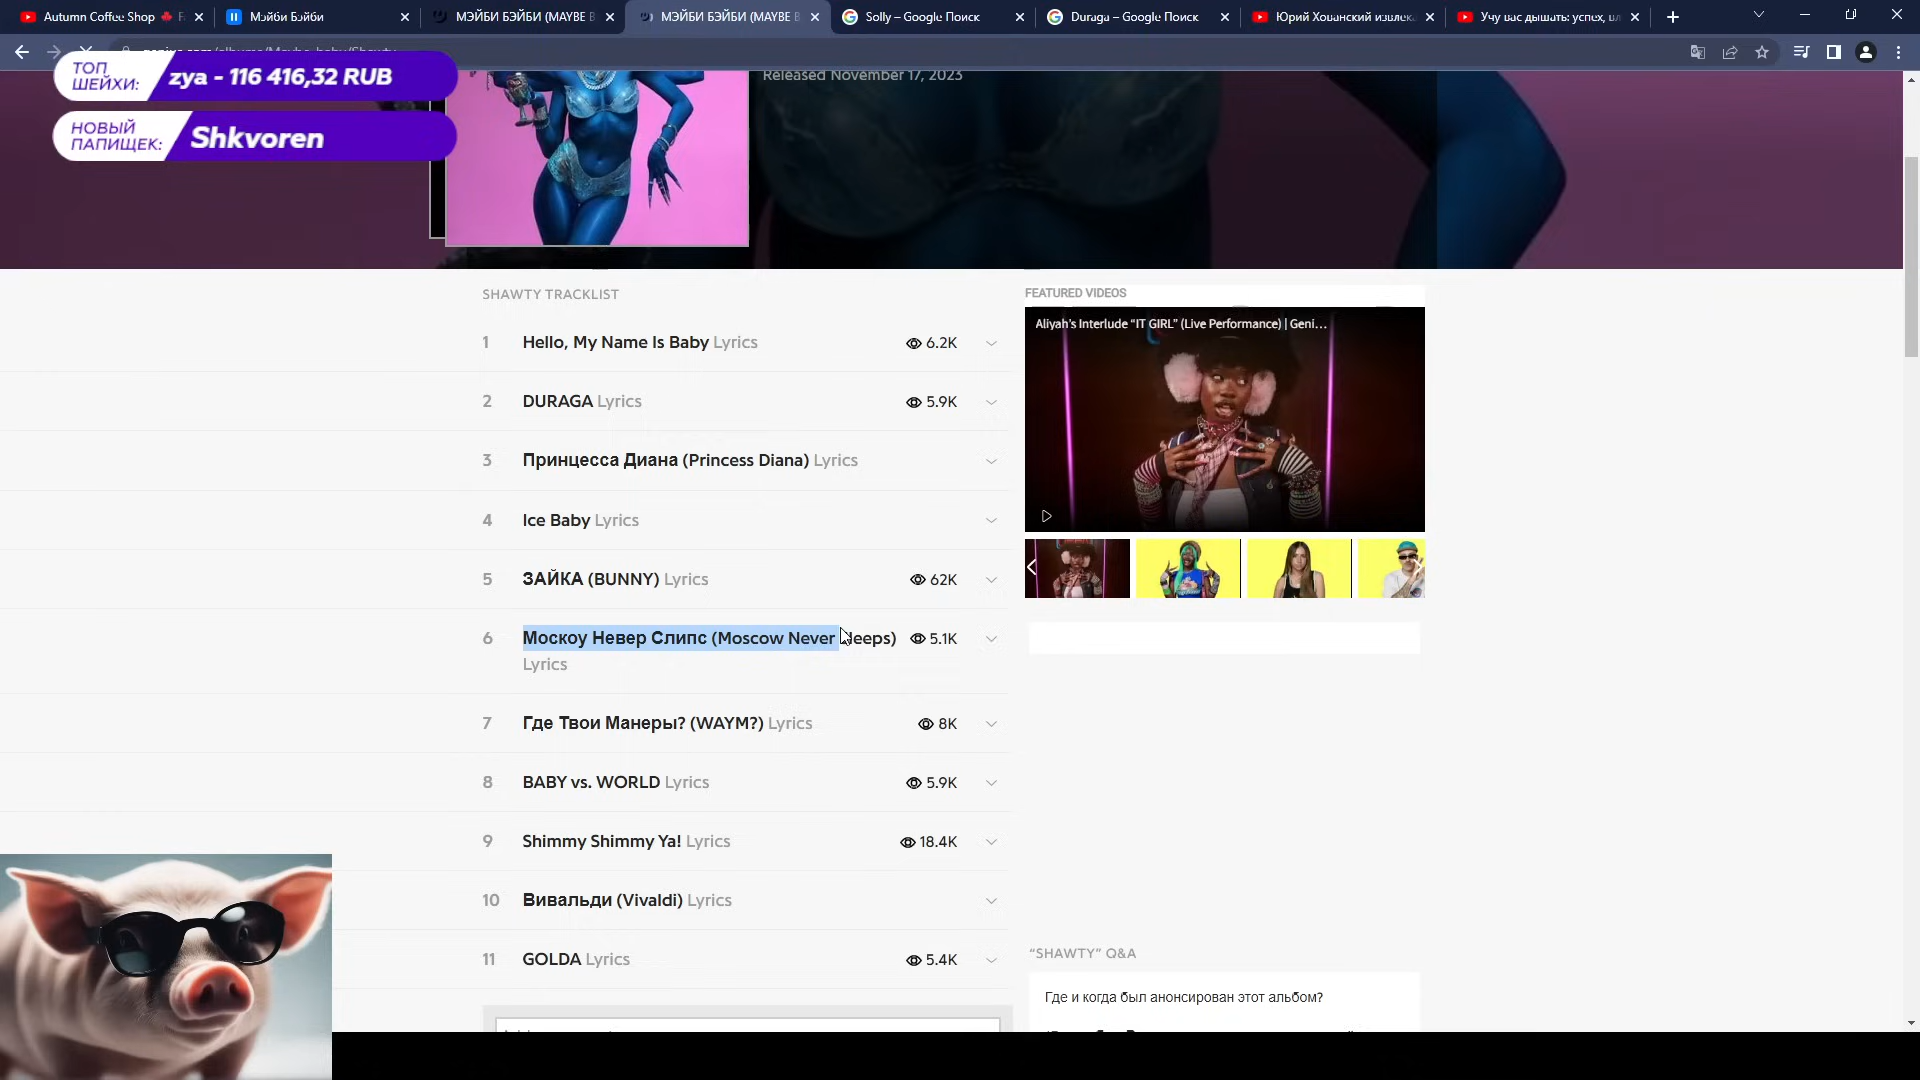 Autumn Coffee Shop
Мэйби Бэйби
МЭЙБИ БЭЙБИ (MAYBE B
МЭЙБИ БЭЙБИ (MAYBE B
Solly – Google Поиск
Duraga – Google Поиск
Юрий Хованский извлека
Учу вас дышать: успех, вл
ТОП
ШЕЙХИ:
zya - 116 416,32 RUB
НОВЫЙ
ПАПИЩЕК:
Shkvoren
Released November 17, 2023
SHAWTY TRACKLIST
1 Hello, My Name Is Baby Lyrics 6.2K
2 DURAGA Lyrics 5.9K
3 Принцесса Диана (Princess Diana) Lyrics
4 Ice Baby Lyrics
5 ЗАЙКА (BUNNY) Lyrics 62K
6 Москоу Невер Слипс (Moscow Never leeps) 5.1K
Lyrics
7 Где Твои Манеры? (WAYM?) Lyrics 8K
8 BABY vs. WORLD Lyrics 5.9K
9 Shimmy Shimmy Ya! Lyrics 18.4K
10 Вивальди (Vivaldi) Lyrics
11 GOLDA Lyrics 5.4K
FEATURED VIDEOS
Aliyah’s Interlude “IT GIRL” (Live Performance) | Geni...
“SHAWTY” Q&A
Где и когда был анонсирован этот альбом?